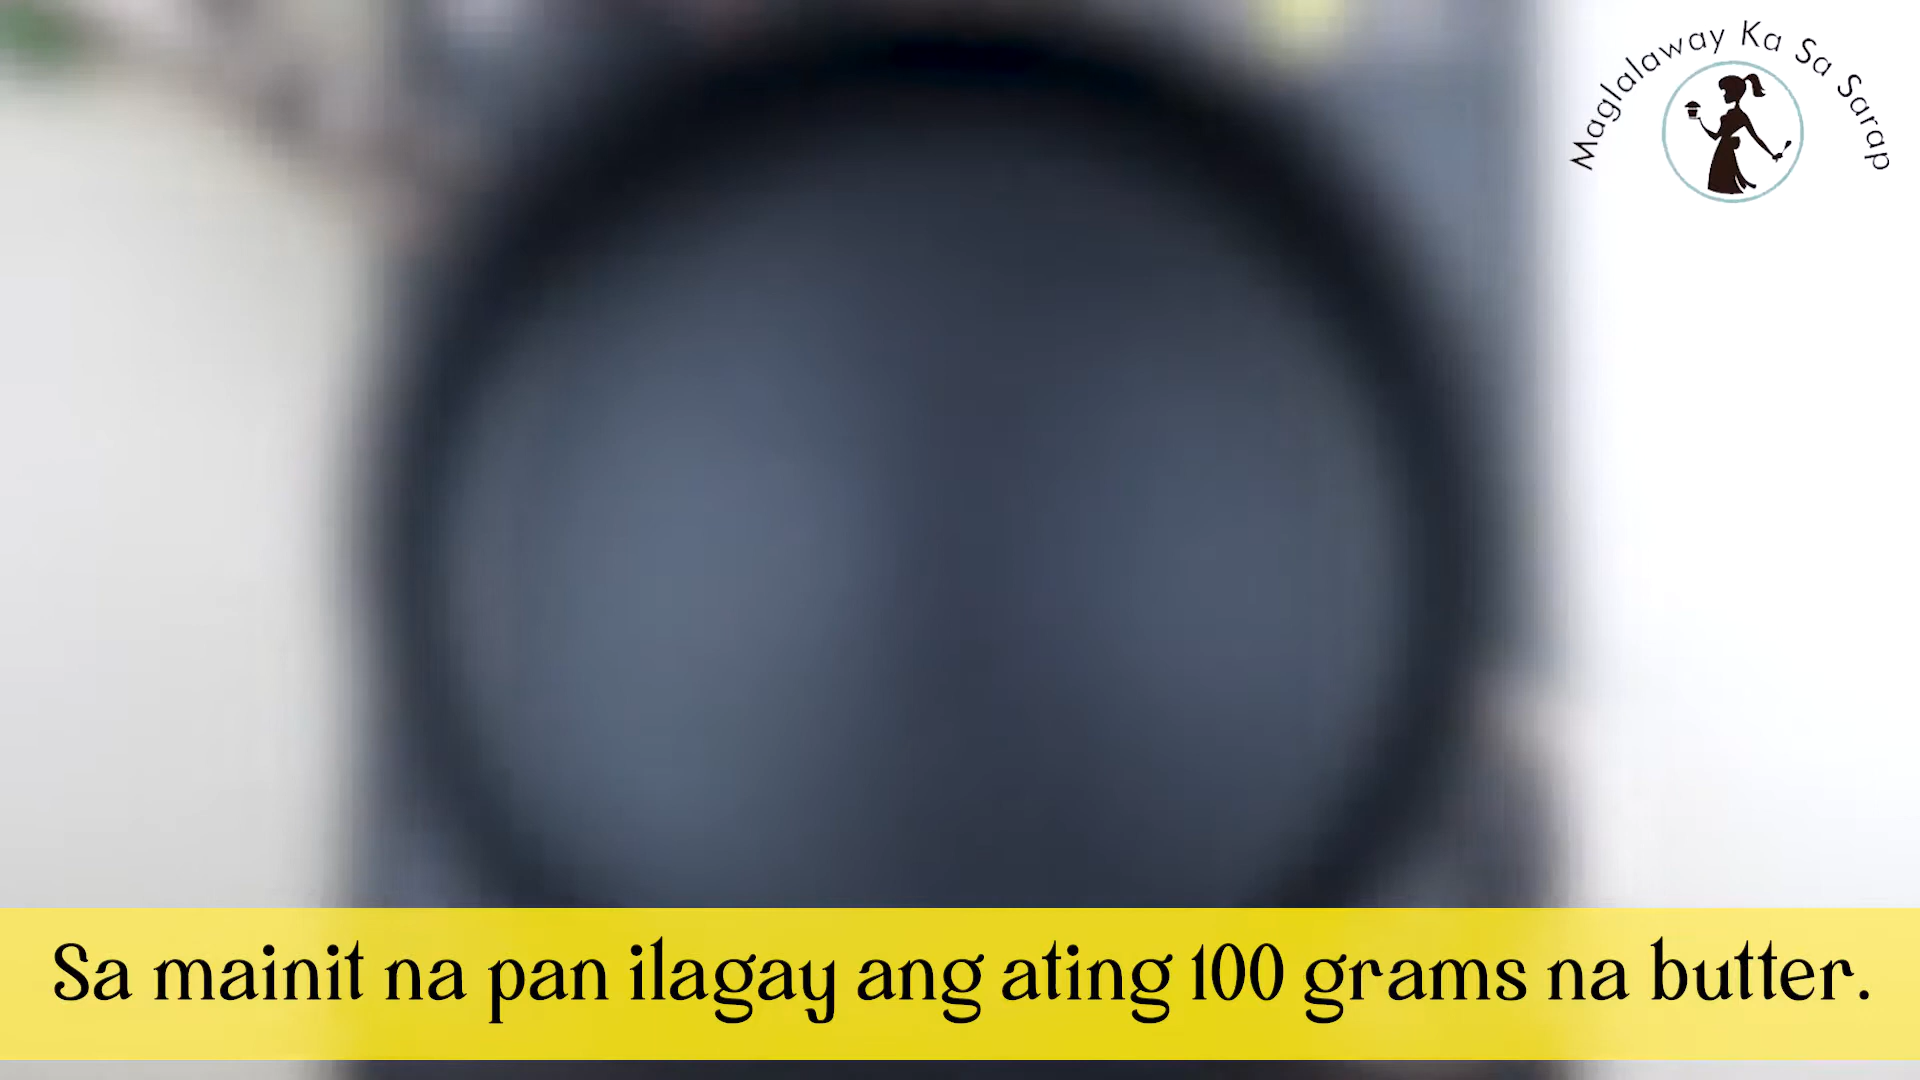 Maglalaway Ka Sa Sarap
Sa mainit na pan ilagay ang ating 100 grams na butter.